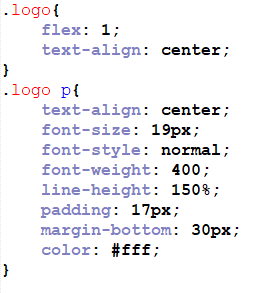 .logo{
flex: 1;
text-align: center;
}
.logo p{
text-align: center;
font-size: 19px;
font-style: normal;
font-weight: 400;
line-height: 150%;
padding: 17px;
margin-bottom: 30px;
color: #fff;
}